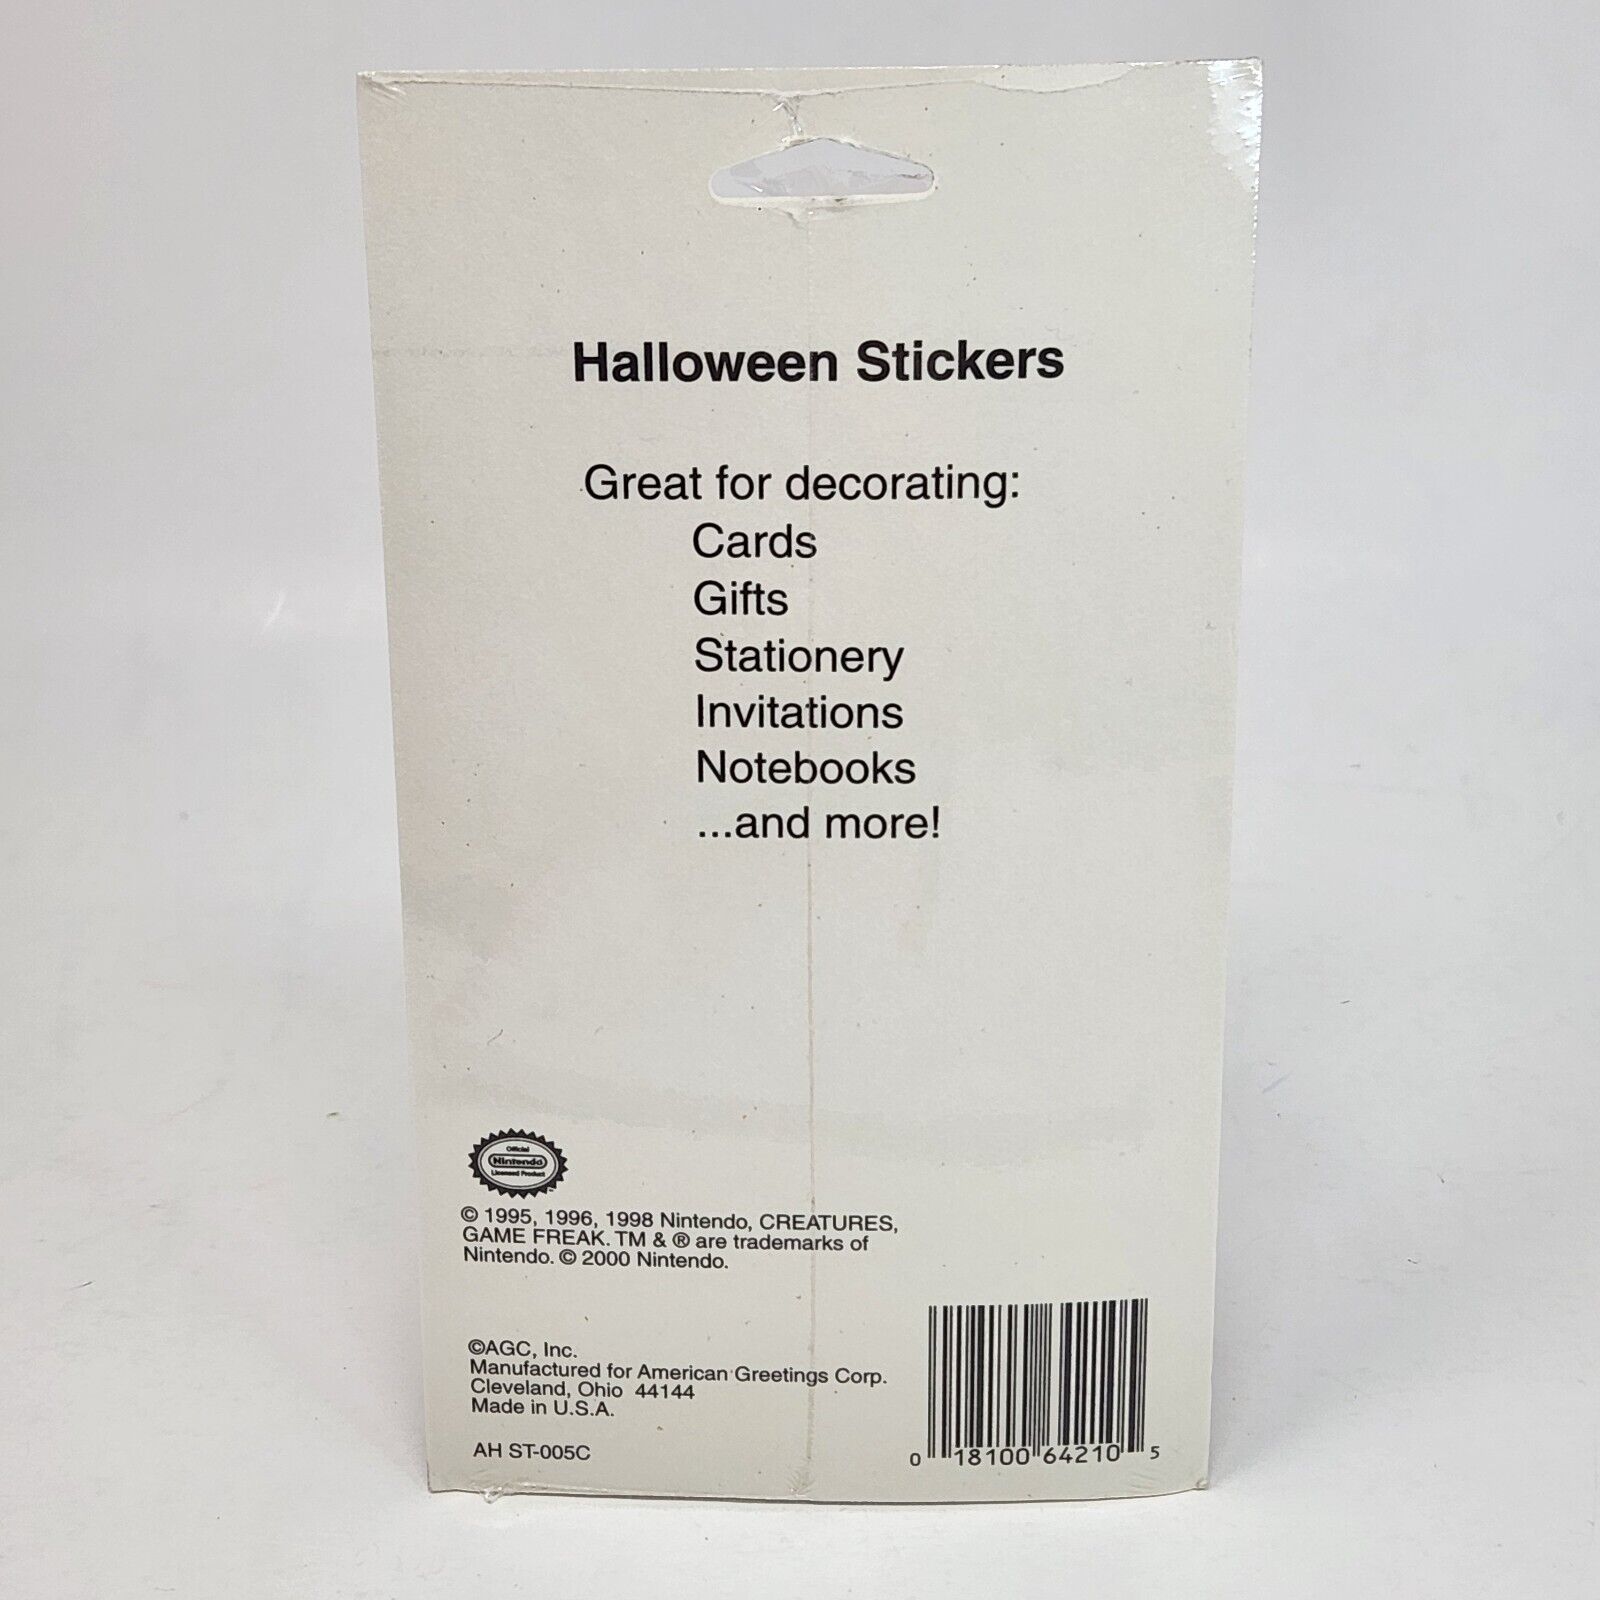 Halloween Stickers
Great for decorating:
Cards
Gifts
Stationery
Invitations
Notebooks
...and more!
Official
Nintendo
Licensed Product
© 1995, 1996, 1998 Nintendo, CREATURES,
GAME FREAK. TM & ® are trademarks of
Nintendo. © 2000 Nintendo.
©AGC, Inc.
Manufactured for American Greetings Corp.
Cleveland, Ohio 44144
Made in U.S.A.
AH ST-005C
0 18100 64210 5